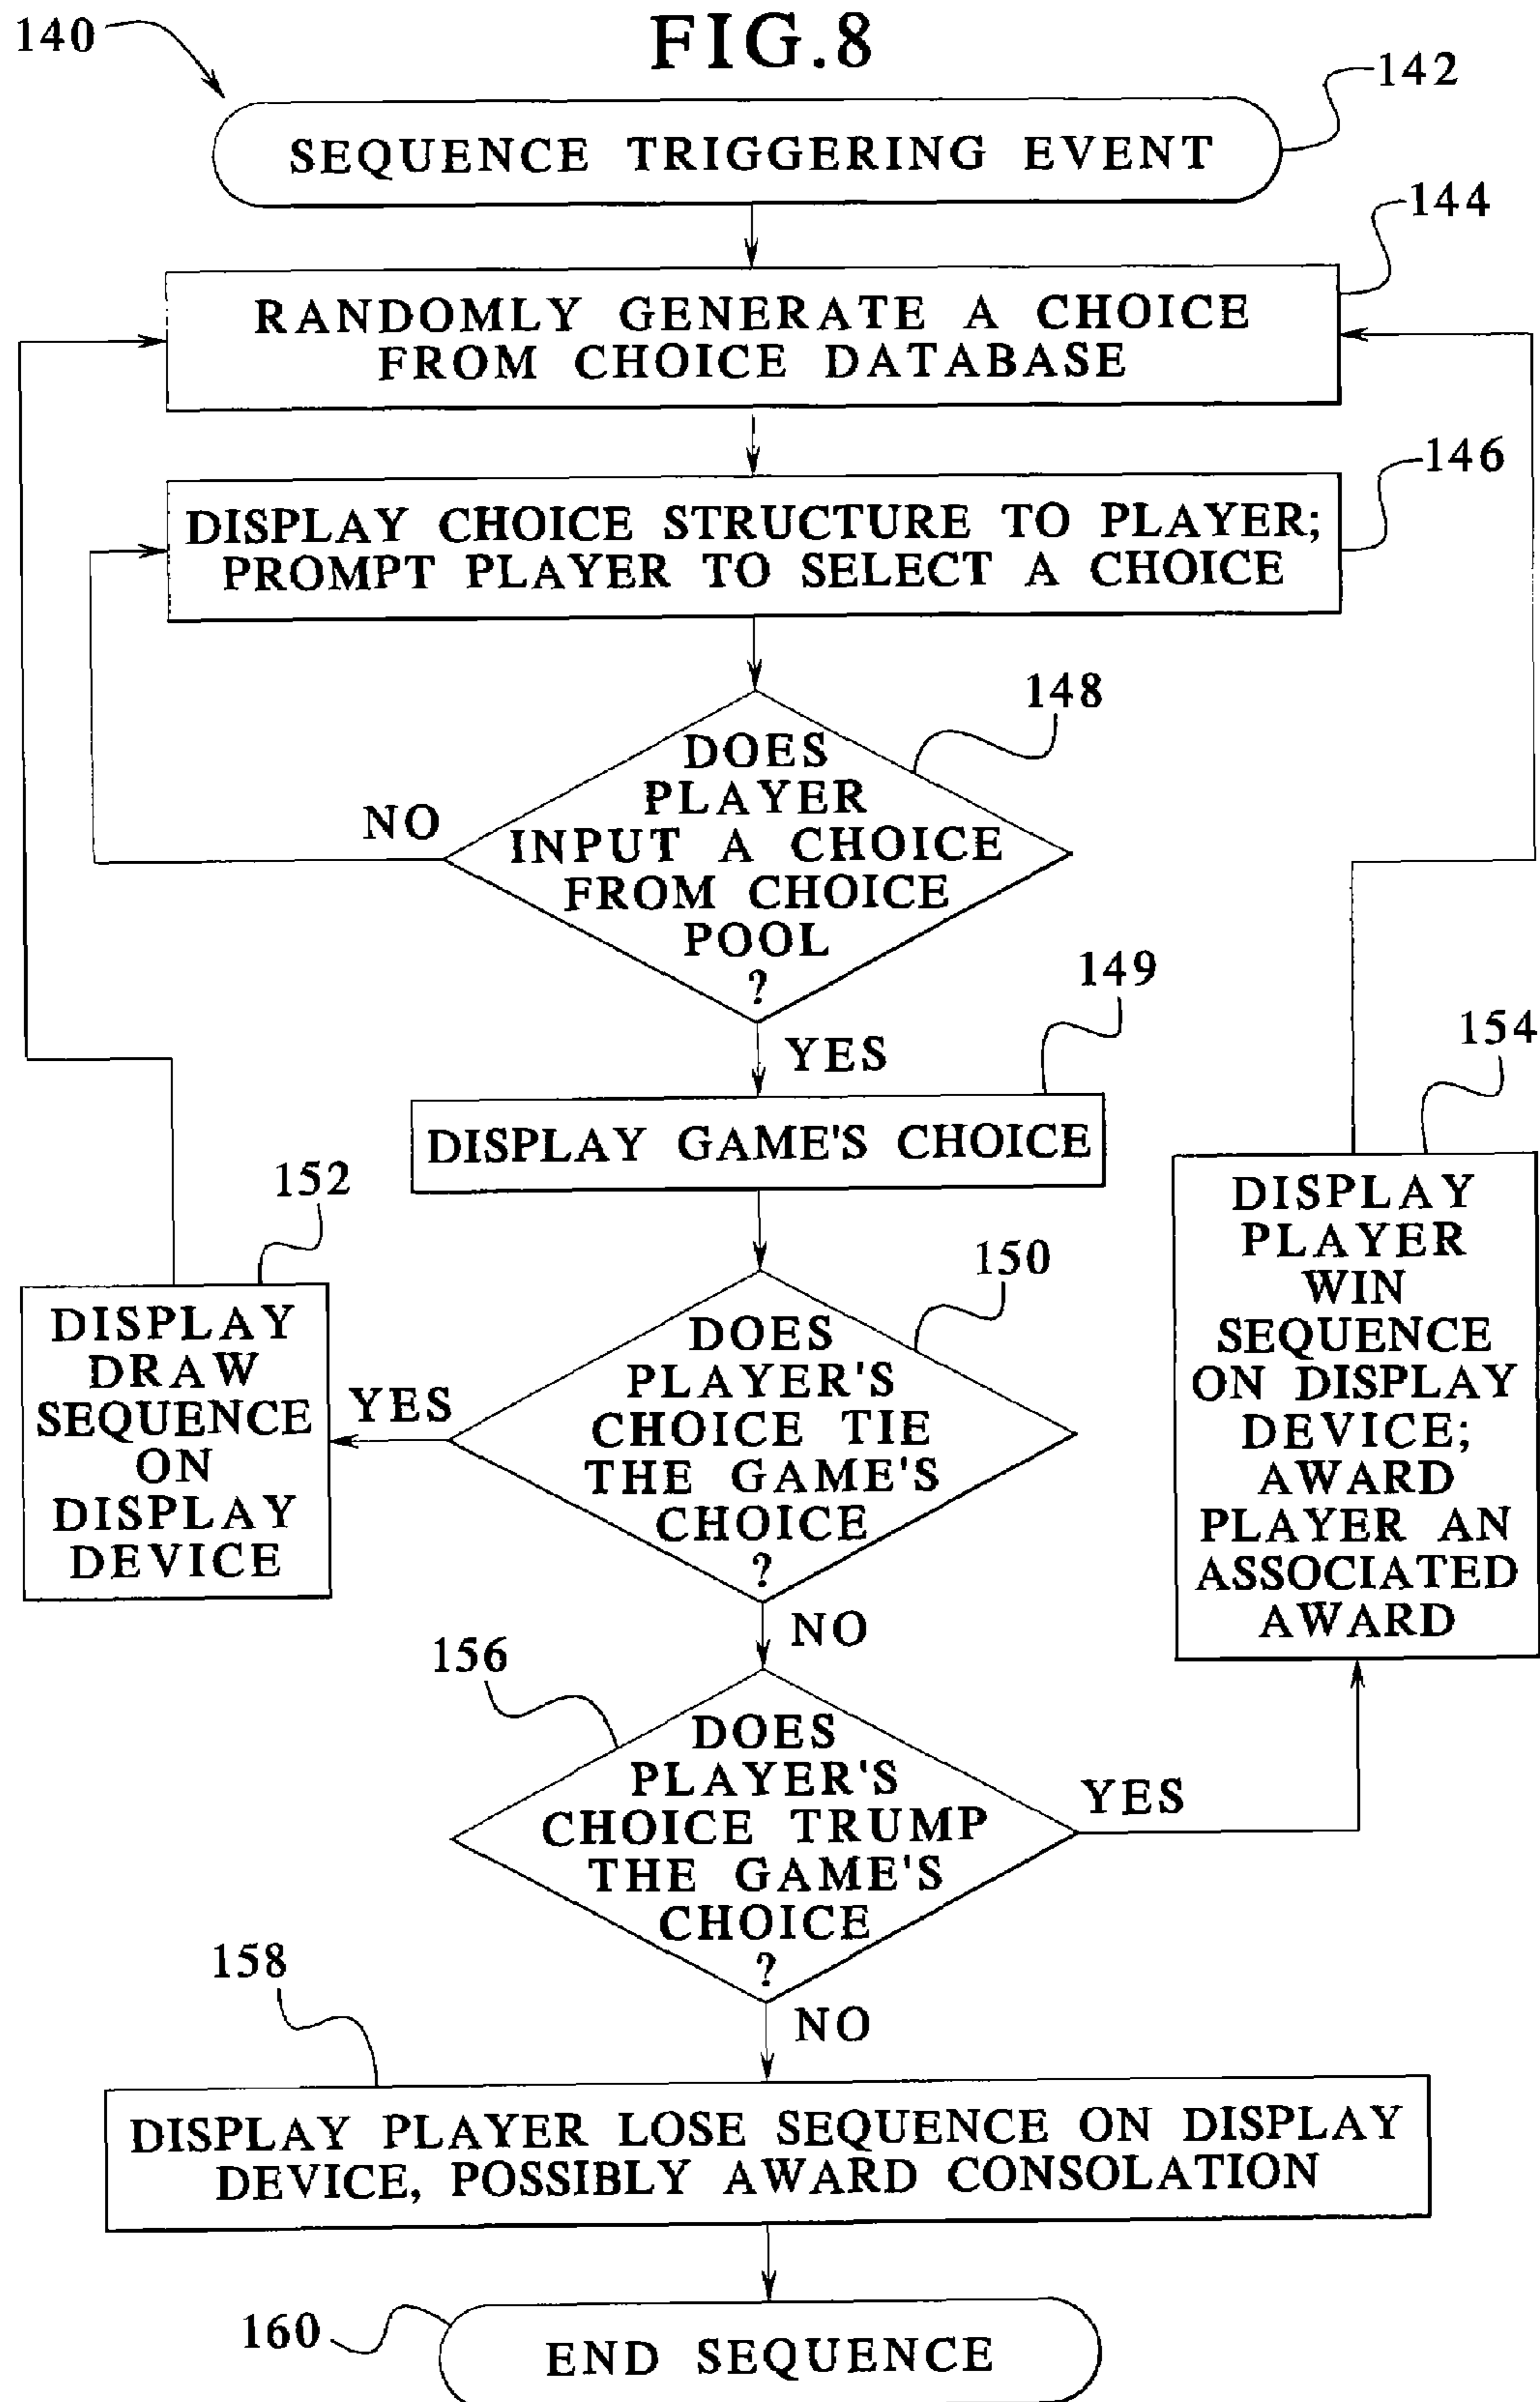 FIG.8
140
142
SEQUENCE TRIGGERING EVENT
144
RANDOMLY GENERATE A CHOICE
FROM CHOICE DATABASE
146
DISPLAY CHOICE STRUCTURE TO PLAYER;
PROMPT PLAYER TO SELECT A CHOICE
148
DOES
PLAYER
INPUT A CHOICE
FROM CHOICE
POOL
?
NO
YES
149
DISPLAY GAME'S CHOICE
150
DOES
PLAYER'S
CHOICE TIE
THE GAME'S
CHOICE
?
YES
152
DISPLAY
DRAW
SEQUENCE
ON
DISPLAY
DEVICE
154
DISPLAY
PLAYER
WIN
SEQUENCE
ON DISPLAY
DEVICE;
AWARD
PLAYER AN
ASSOCIATED
AWARD
NO
156
DOES
PLAYER'S
CHOICE TRUMP
THE GAME'S
CHOICE
?
YES
NO
158
DISPLAY PLAYER LOSE SEQUENCE ON DISPLAY
DEVICE, POSSIBLY AWARD CONSOLATION
160
END SEQUENCE